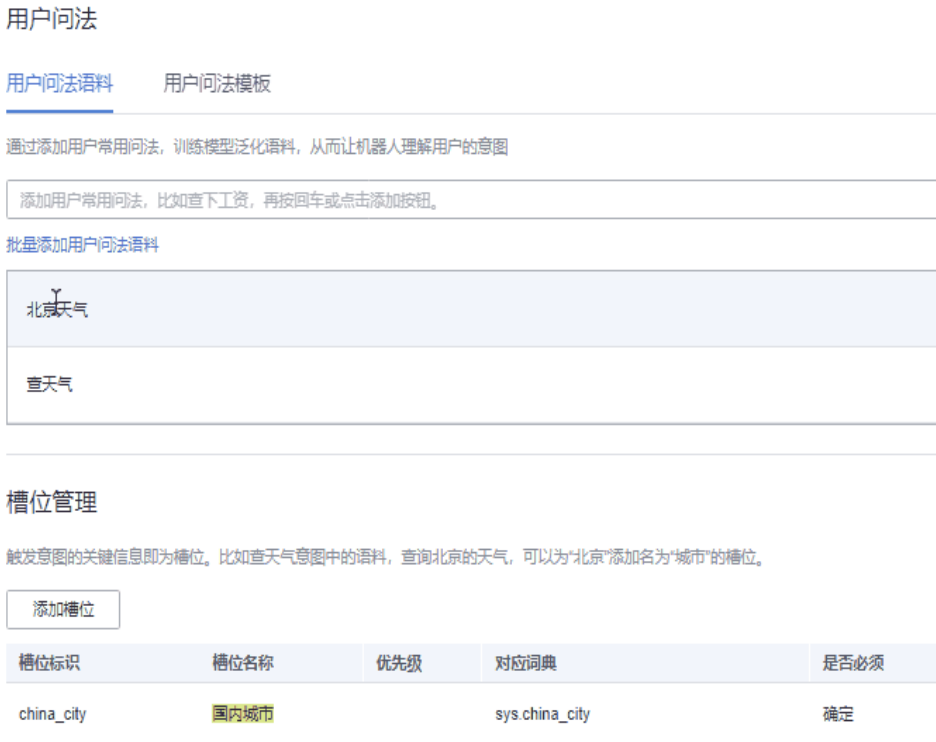 用户问法
用户问法语料 用户问法模板
通过添加用户常用问法，训练模型泛化语料，从而让机器人理解用户的意图
添加用户常用问法，比如查下工资，再按回车或点击添加按钮。
批量添加用户问法语料
北京天气
查天气
槽位管理
触发意图的关键信息即为槽位。比如查天气意图中的语料，查询北京的天气，可以为“北京”添加名为“城市”的槽位。
添加槽位
槽位标识 槽位名称 优先级 对应词典 是否必须
china_city 国内城市 sys.china_city 确定